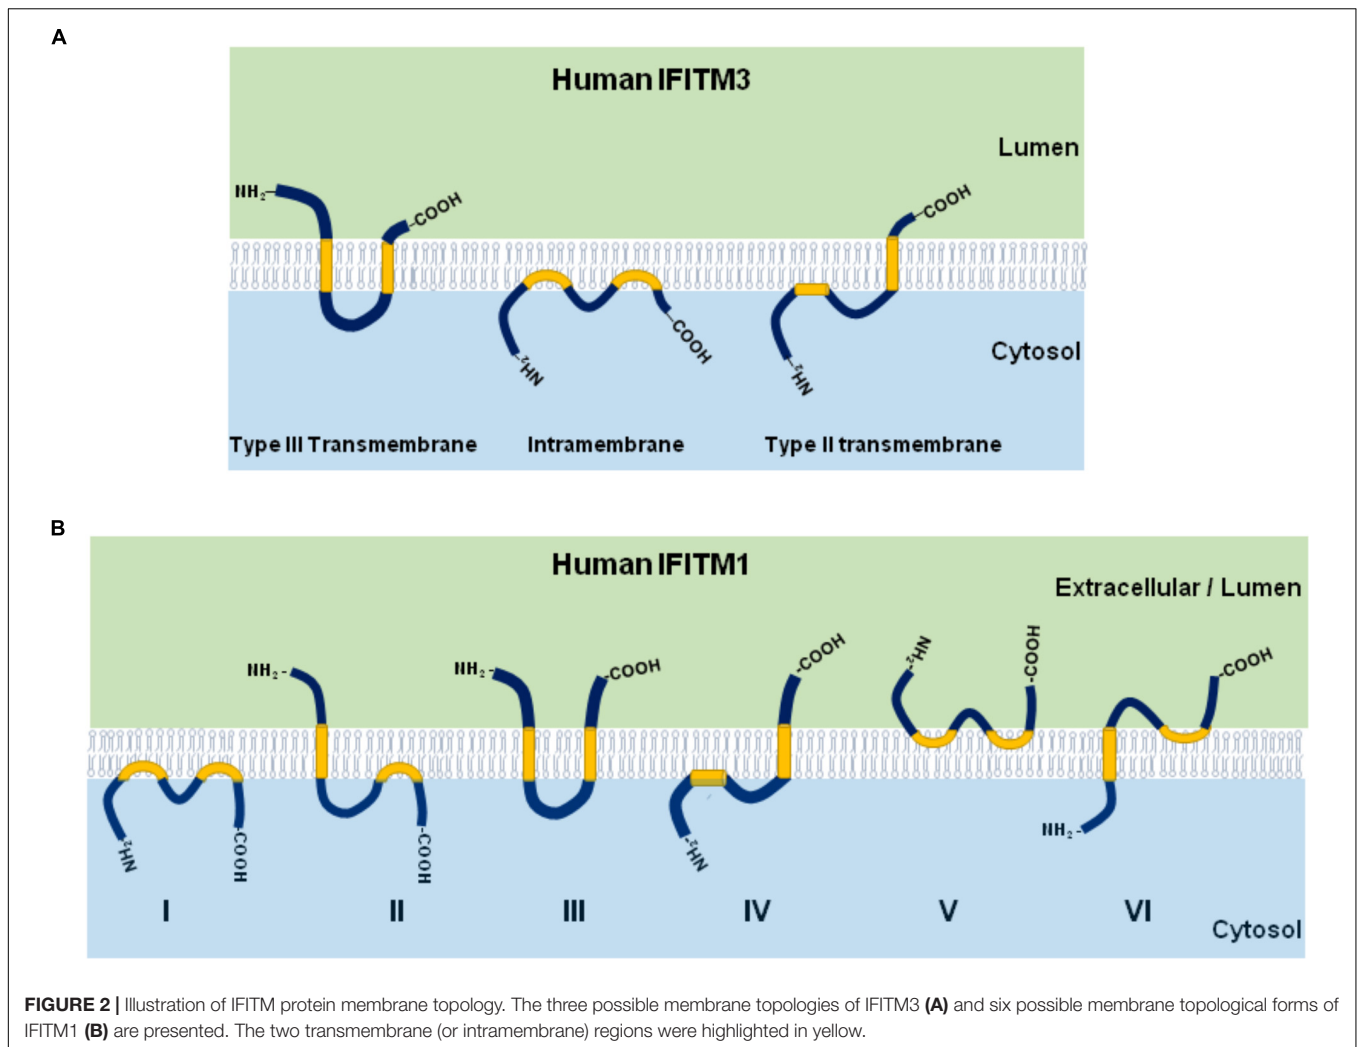 A
Human IFITM3
Lumen
NH2
-COOH
-COOH
-COOH
NH2
NH2
Cytosol
Type III Transmembrane
Intramembrane
Type II transmembrane
B
Human IFITM1
Extracellular / Lumen
NH2 -
NH2 -
-COOH
-COOH
NH2-
-COOH
-COOH
NH2-
-COOH
-COOH
NH2-
NH2 -
I
II
III
IV
V
VI
Cytosol
FIGURE 2 | Illustration of IFITM protein membrane topology. The three possible membrane topologies of IFITM3 (A) and six possible membrane topological forms of
IFITM1 (B) are presented. The two transmembrane (or intramembrane) regions were highlighted in yellow.